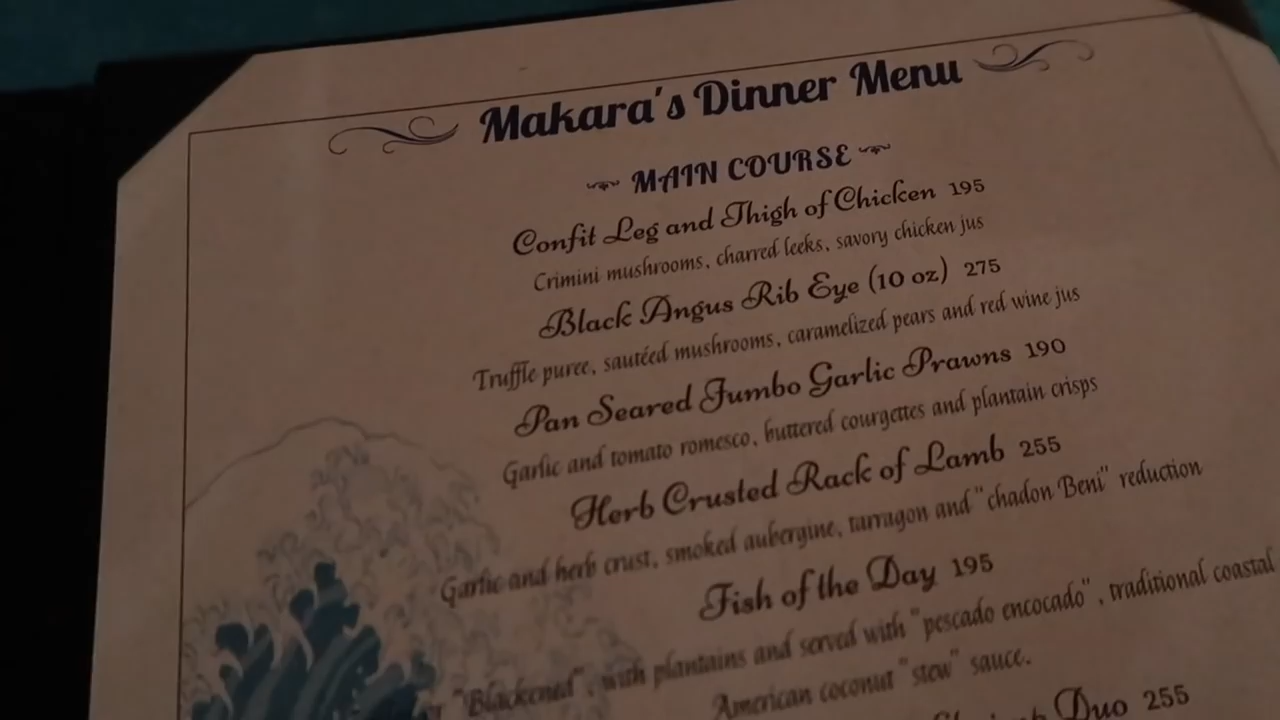 Makara's Dinner Menu
MAIN COURSE
Confit Leg and Thigh of Chicken 195
Crimini mushrooms, charred leeks, savory chicken jus
Black Angus Rib Eye (10 oz) 275
Truffle puree, sautéed mushrooms, caramelized pears and red wine jus
Pan Seared Jumbo Garlic Prawns 190
Garlic and tomato romesco, buttered courgettes and plantain crisps
Herb Crusted Rack of Lamb 255
Garlic and herb crust, smoked aubergine, tarragon and "chadon Beni" reduction
Fish of the Day 195
"Blackened", with plantains and served with "pescado encocado", traditional coastal
American coconut "stew" sauce.
Duo 255